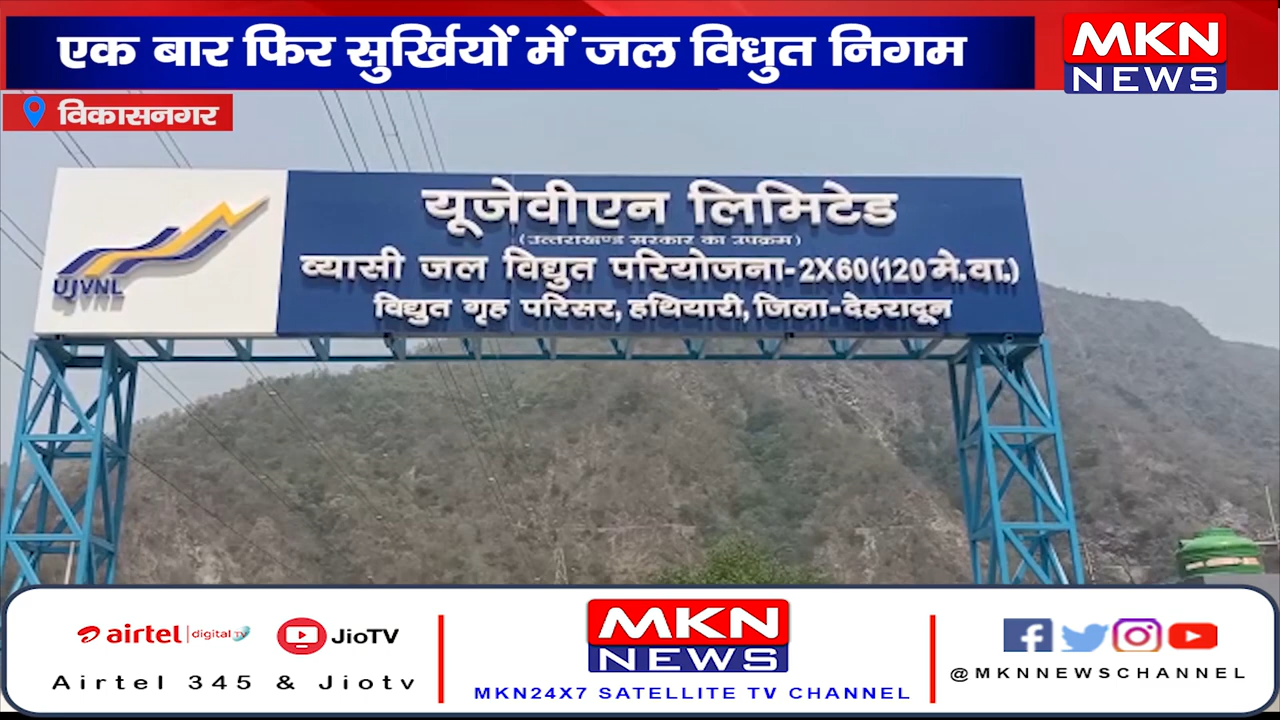 एक बार फिर सुर्खियों में जल विधुत निगम
MKN
NEWS
विकासनगर
UJVNL
यूजेवीएन लिमिटेड
(उत्तराखण्ड सरकार का उपक्रम)
व्यासी जल विद्युत परियोजना-2X60(120 मे.वा.)
विद्युत गृह परिसर, हथियारी, जिला-देहरादून
airtel digital TV
JioTV
Airtel 345 & Jiotv
MKN
NEWS
MKN24X7 SATELLITE TV CHANNEL
@MKNNEWSCHANNEL